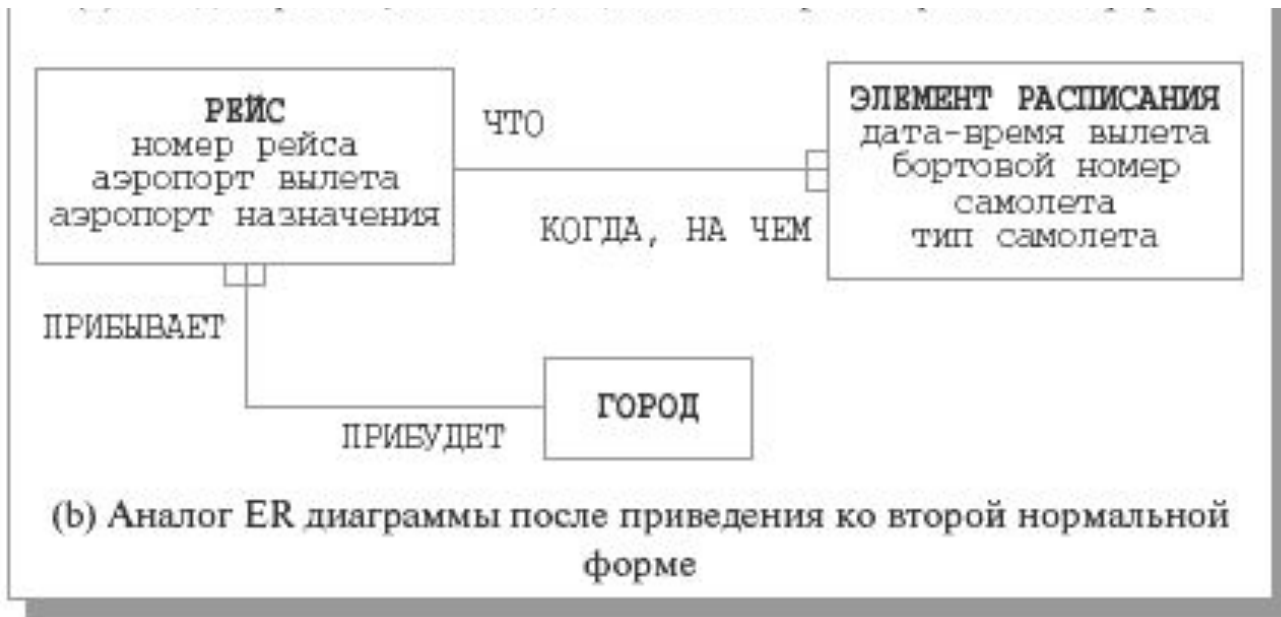 РЕЙС
номер рейса
аэропорт вылета
аэропорт назначения
ЧТО
КОГДА, НА ЧЕМ
ЭЛЕМЕНТ РАСПИСАНИЯ
дата-время вылета
бортовой номер
самолета
тип самолета
ПРИБЫВАЕТ
ПРИБУДЕТ
ГОРОД
(b) Аналог ER диаграммы после приведения ко второй нормальной
форме